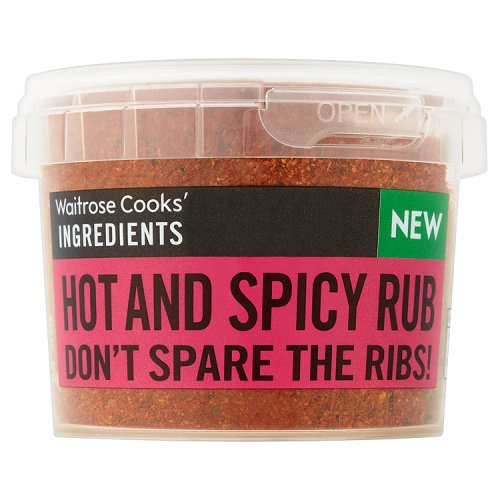 OPEN
Waitrose Cooks'
INGREDIENTS
NEW
HOT AND SPICY RUB
DON'T SPARE THE RIBS!